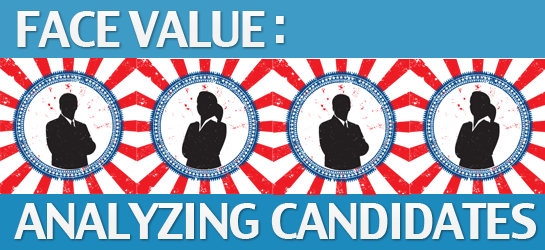 FACE VALUE:
ANALYZING CANDIDATES